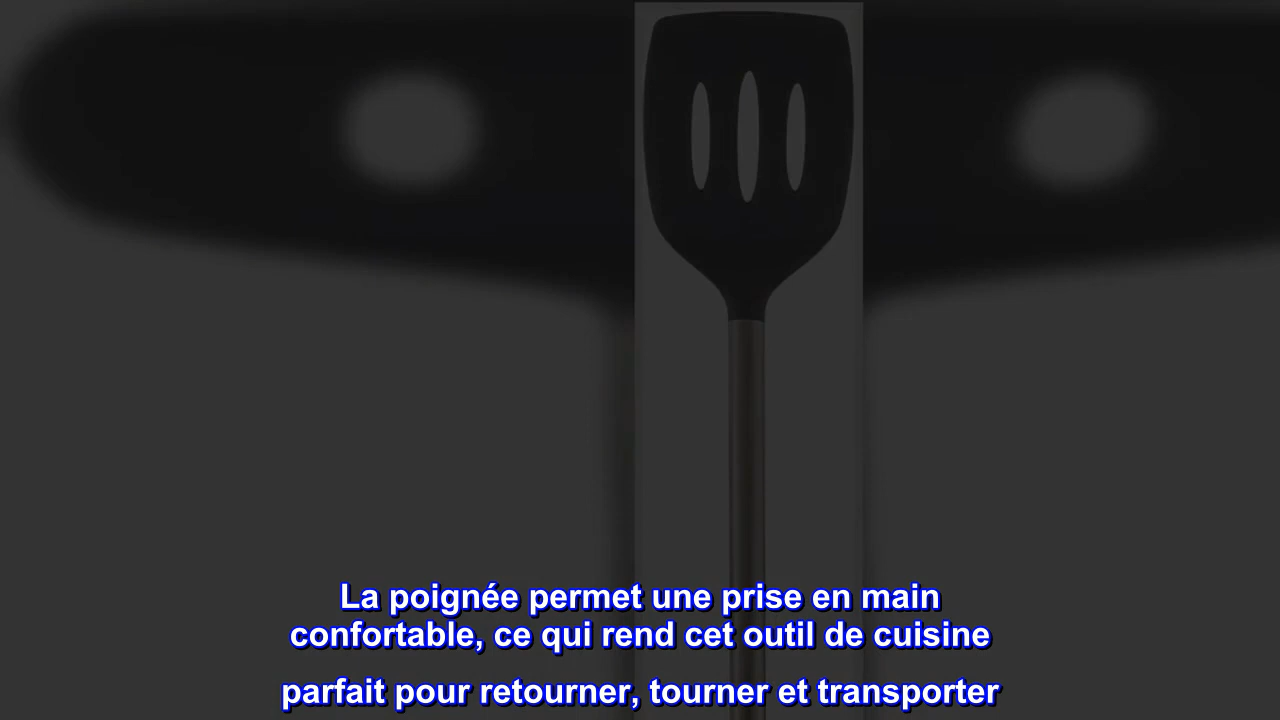 La poignée permet une prise en main
confortable, ce qui rend cet outil de cuisine
parfait pour retourner, tourner et transporter